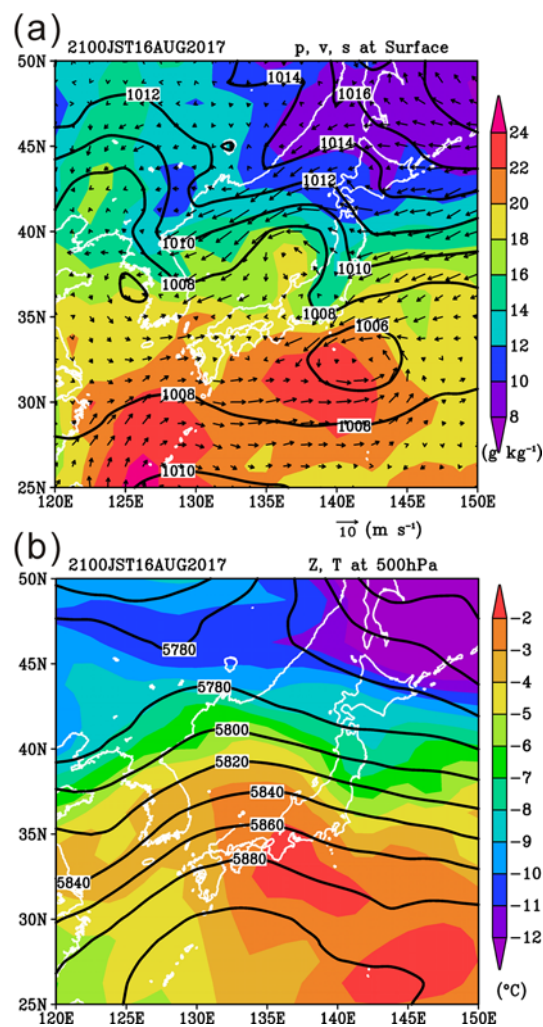 (a)
2100JST16AUG2017 p, v, s at Surface
50N
1014
1016
1012
24
45N
1014
22
1012
20
40N
1010
18
1010
16
1008
35N
1008
14
1006
12
30N
1008
10
1008
8
1010
(g kg⁻¹)
25N
120E 125E 130E 135E 140E 145E 150E
10 (m s⁻¹)
(b)
2100JST16AUG2017 Z, T at 500hPa
50N
-2
5780
-3
45N
5780
-4
5800
-5
40N
5820
-6
5840
-7
35N
5860
-8
5880
-9
5840
-10
30N
-11
-12
(°C)
25N
120E 125E 130E 135E 140E 145E 150E